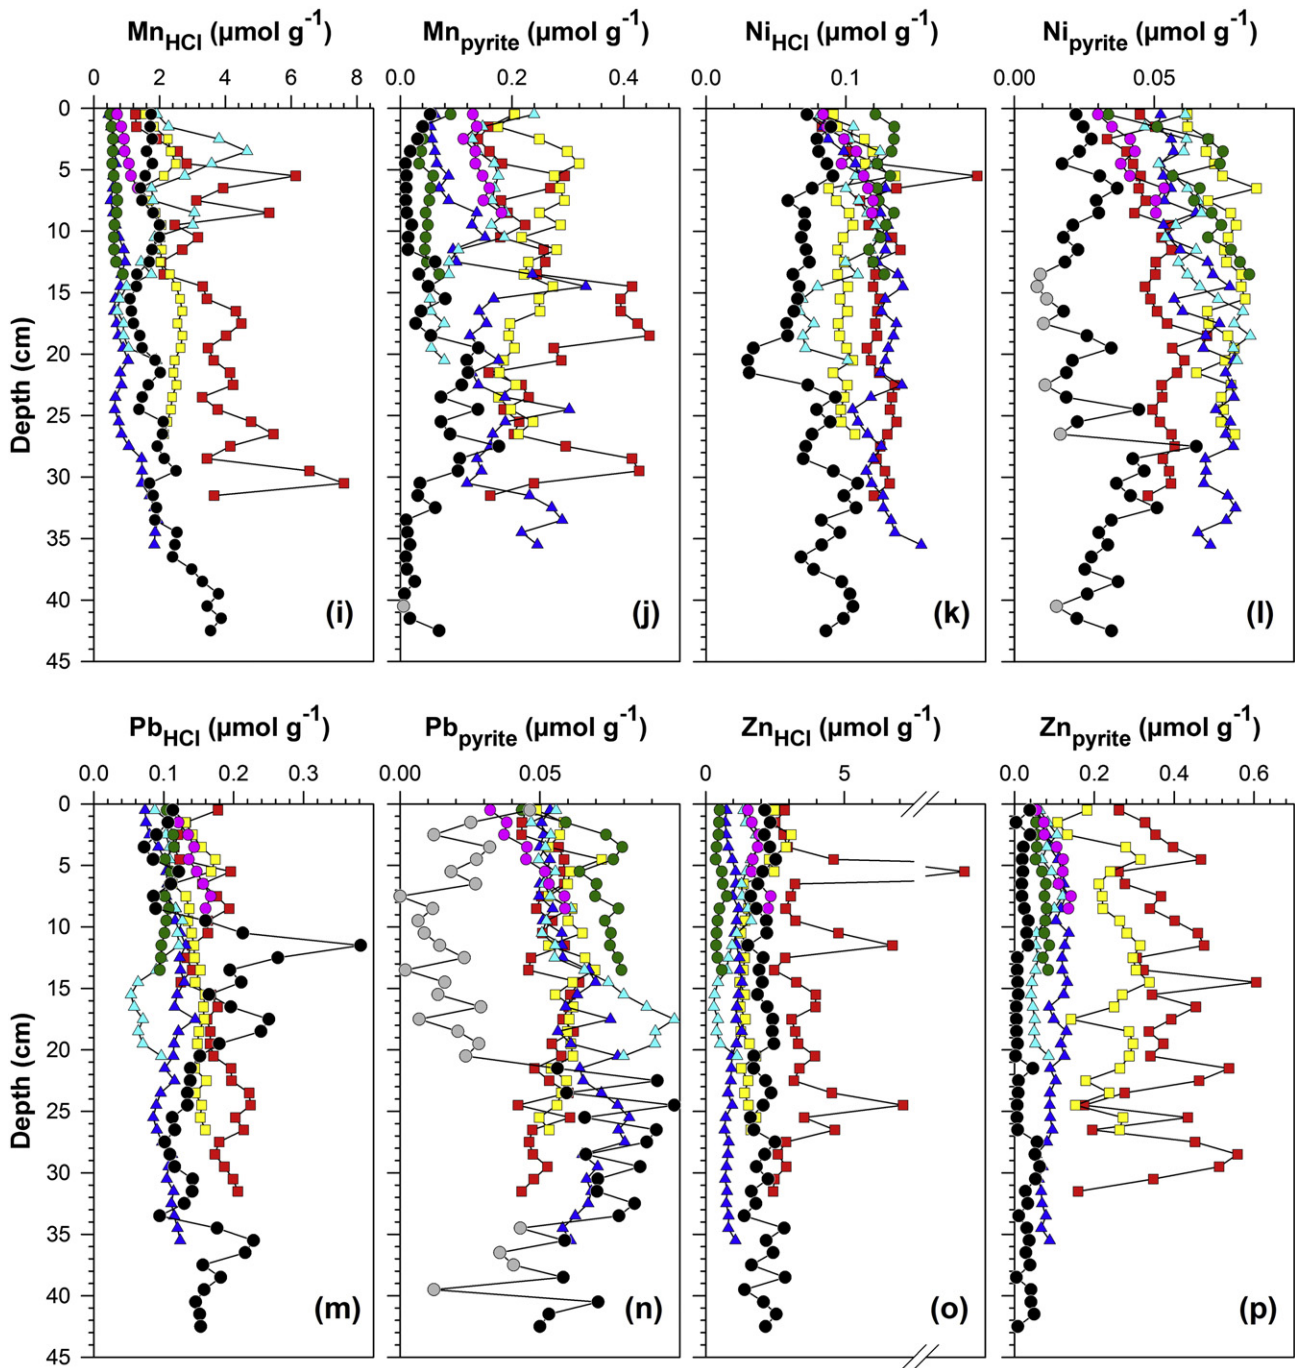 Mn_HCl (µmol g⁻¹) Mn_pyrite (µmol g⁻¹) Ni_HCl (µmol g⁻¹) Ni_pyrite (µmol g⁻¹)
0 2 4 6 8 0.0 0.2 0.4 0.0 0.1 0.00 0.05
0
5
10
15
20
25
30
35
40
45
Depth (cm)
(i) (j) (k) (l)
Pb_HCl (µmol g⁻¹) Pb_pyrite (µmol g⁻¹) Zn_HCl (µmol g⁻¹) Zn_pyrite (µmol g⁻¹)
0.0 0.1 0.2 0.3 0.00 0.05 0 5 0.0 0.2 0.4 0.6
0
5
10
15
20
25
30
35
40
45
Depth (cm)
(m) (n) (o) (p)